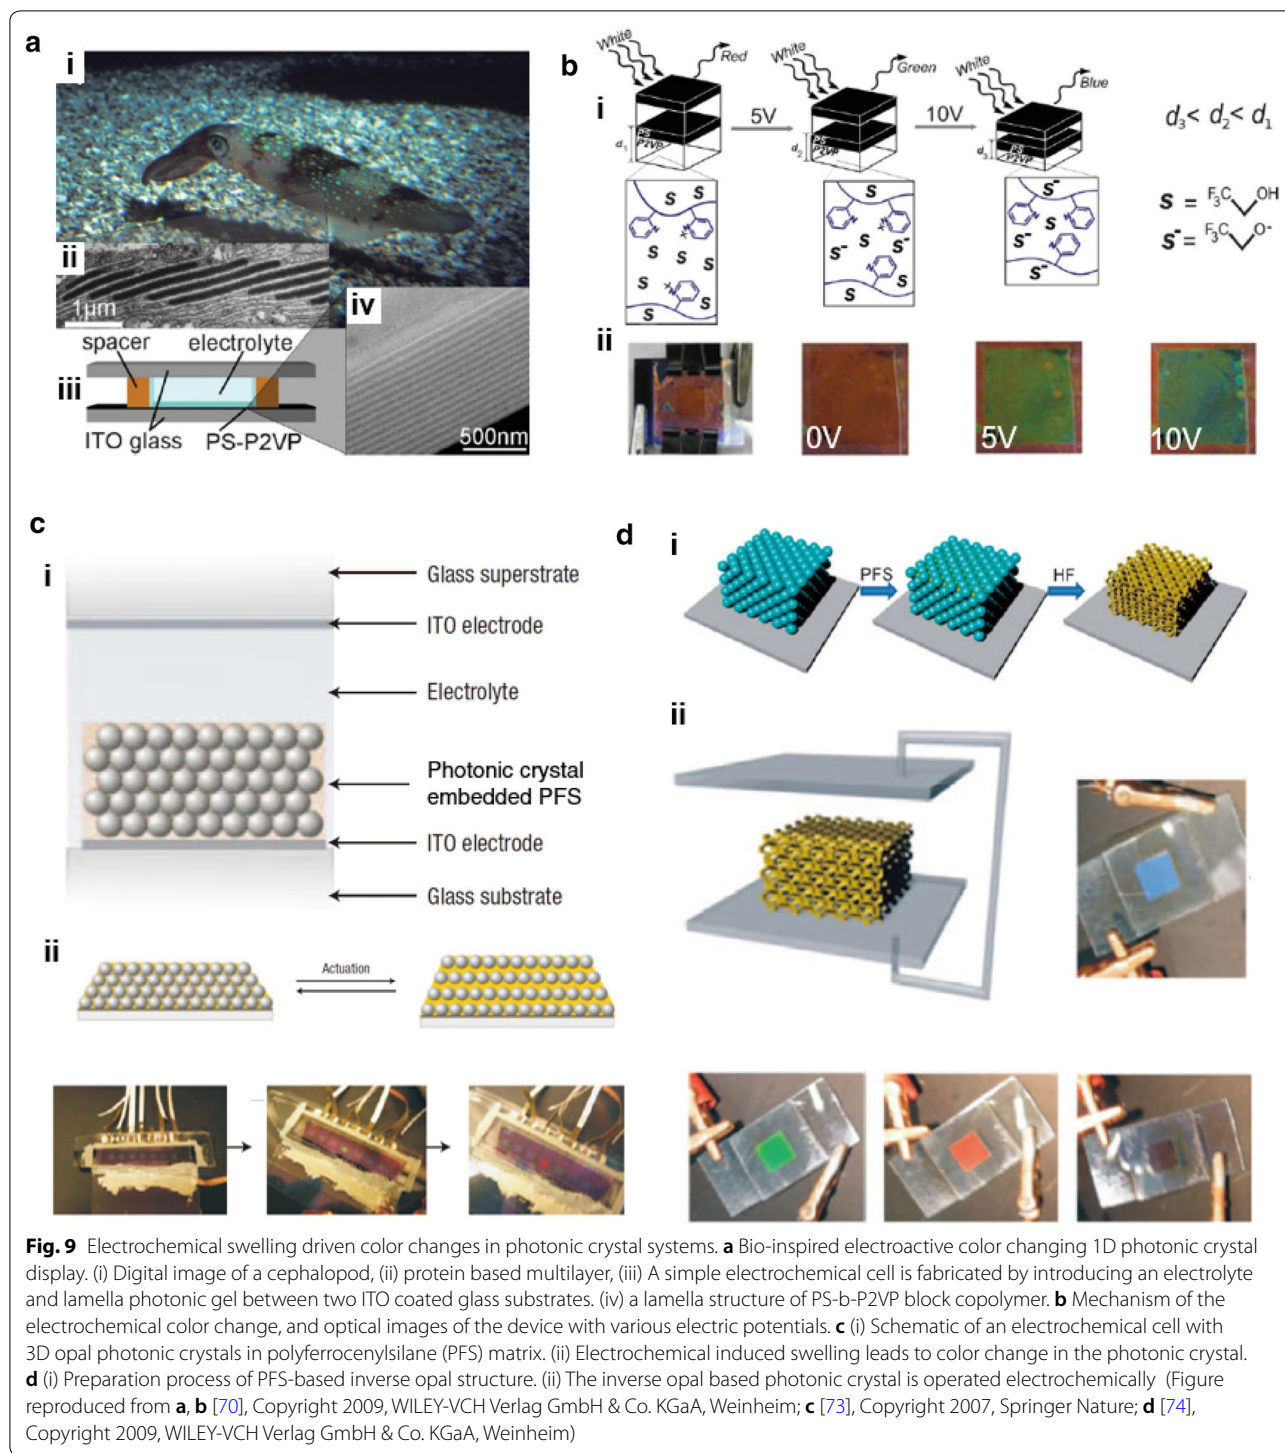 a
i
ii
1µm
iv
spacer
electrolyte
iii
ITO glass
PS-P2VP
500nm
b
i
White
Red
5V
White
Green
10V
White
Blue
d₃< d₂< d₁
PS
P2VP
d₁
PS
P2VP
d₂
PS
P2VP
d₃
S S
N N
X
S
S S S
S S
X N
S
S
S
N N
X
S⁻ S S⁻
S S
N
S
S⁻
N N
S
S⁻ S⁻
N
S⁻
S = F₃C OH
S⁻= F₃C O⁻
ii
0V
5V
10V
c
i
Glass superstrate
ITO electrode
Electrolyte
Photonic crystal
embedded PFS
ITO electrode
Glass substrate
ii
Actuation
d
i
PFS
HF
ii
Fig. 9 Electrochemical swelling driven color changes in photonic crystal systems. a Bio-inspired electroactive color changing 1D photonic crystal
display. (i) Digital image of a cephalopod, (ii) protein based multilayer, (iii) A simple electrochemical cell is fabricated by introducing an electrolyte
and lamella photonic gel between two ITO coated glass substrates. (iv) a lamella structure of PS-b-P2VP block copolymer. b Mechanism of the
electrochemical color change, and optical images of the device with various electric potentials. c (i) Schematic of an electrochemical cell with
3D opal photonic crystals in polyferrocenylsilane (PFS) matrix. (ii) Electrochemical induced swelling leads to color change in the photonic crystal.
d (i) Preparation process of PFS-based inverse opal structure. (ii) The inverse opal based photonic crystal is operated electrochemically (Figure
reproduced from a, b [70], Copyright 2009, WILEY-VCH Verlag GmbH & Co. KGaA, Weinheim; c [73], Copyright 2007, Springer Nature; d [74],
Copyright 2009, WILEY-VCH Verlag GmbH & Co. KGaA, Weinheim)